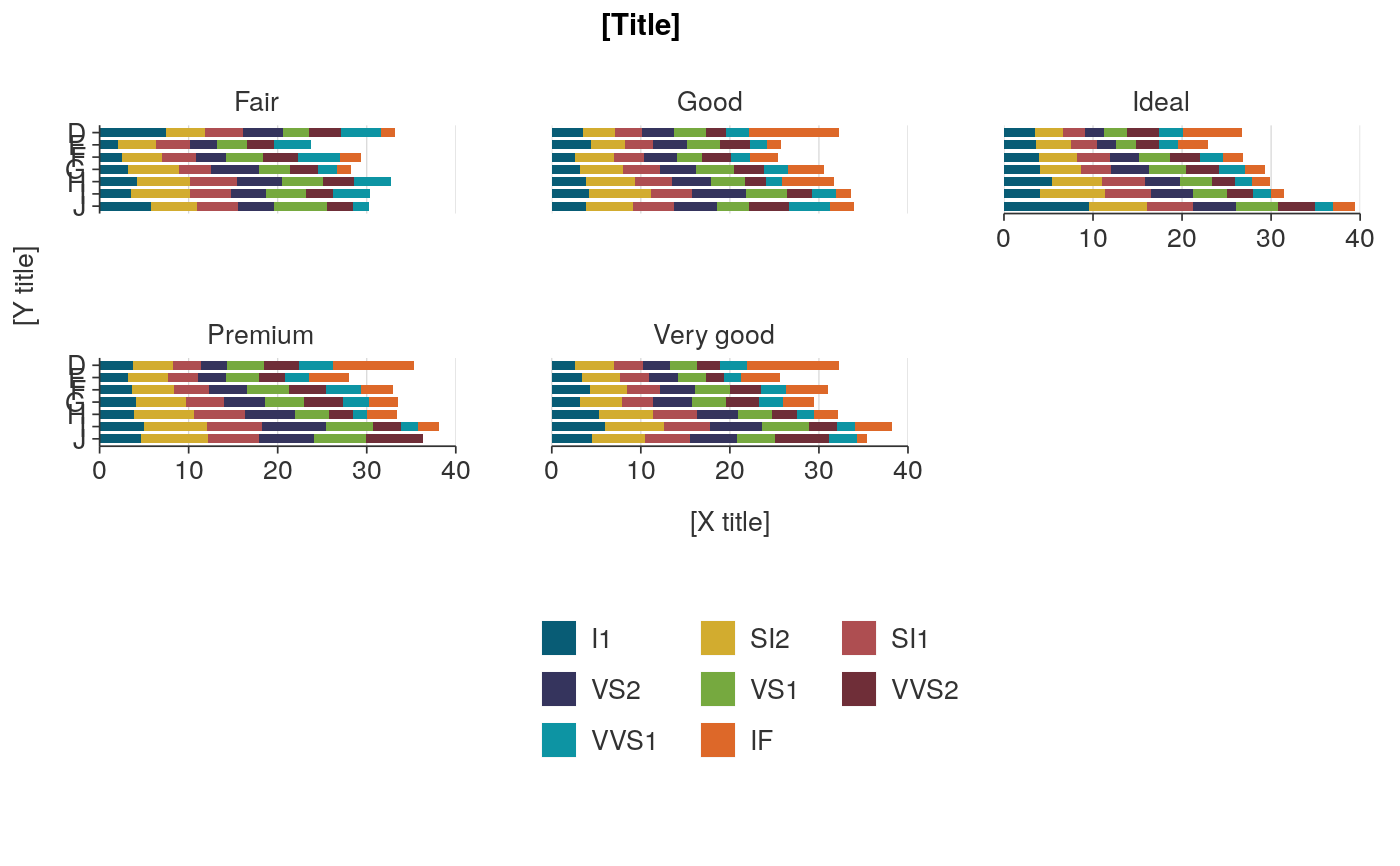 [Title]
Fair
Good
Ideal
D
E
F
G
H
I
J
0 10 20 30 40
[Y title]
Premium
Very good
D
E
F
G
H
I
J
0 10 20 30 40
0 10 20 30 40
[X title]
I1 SI2 SI1
VS2 VS1 VVS2
VVS1 IF